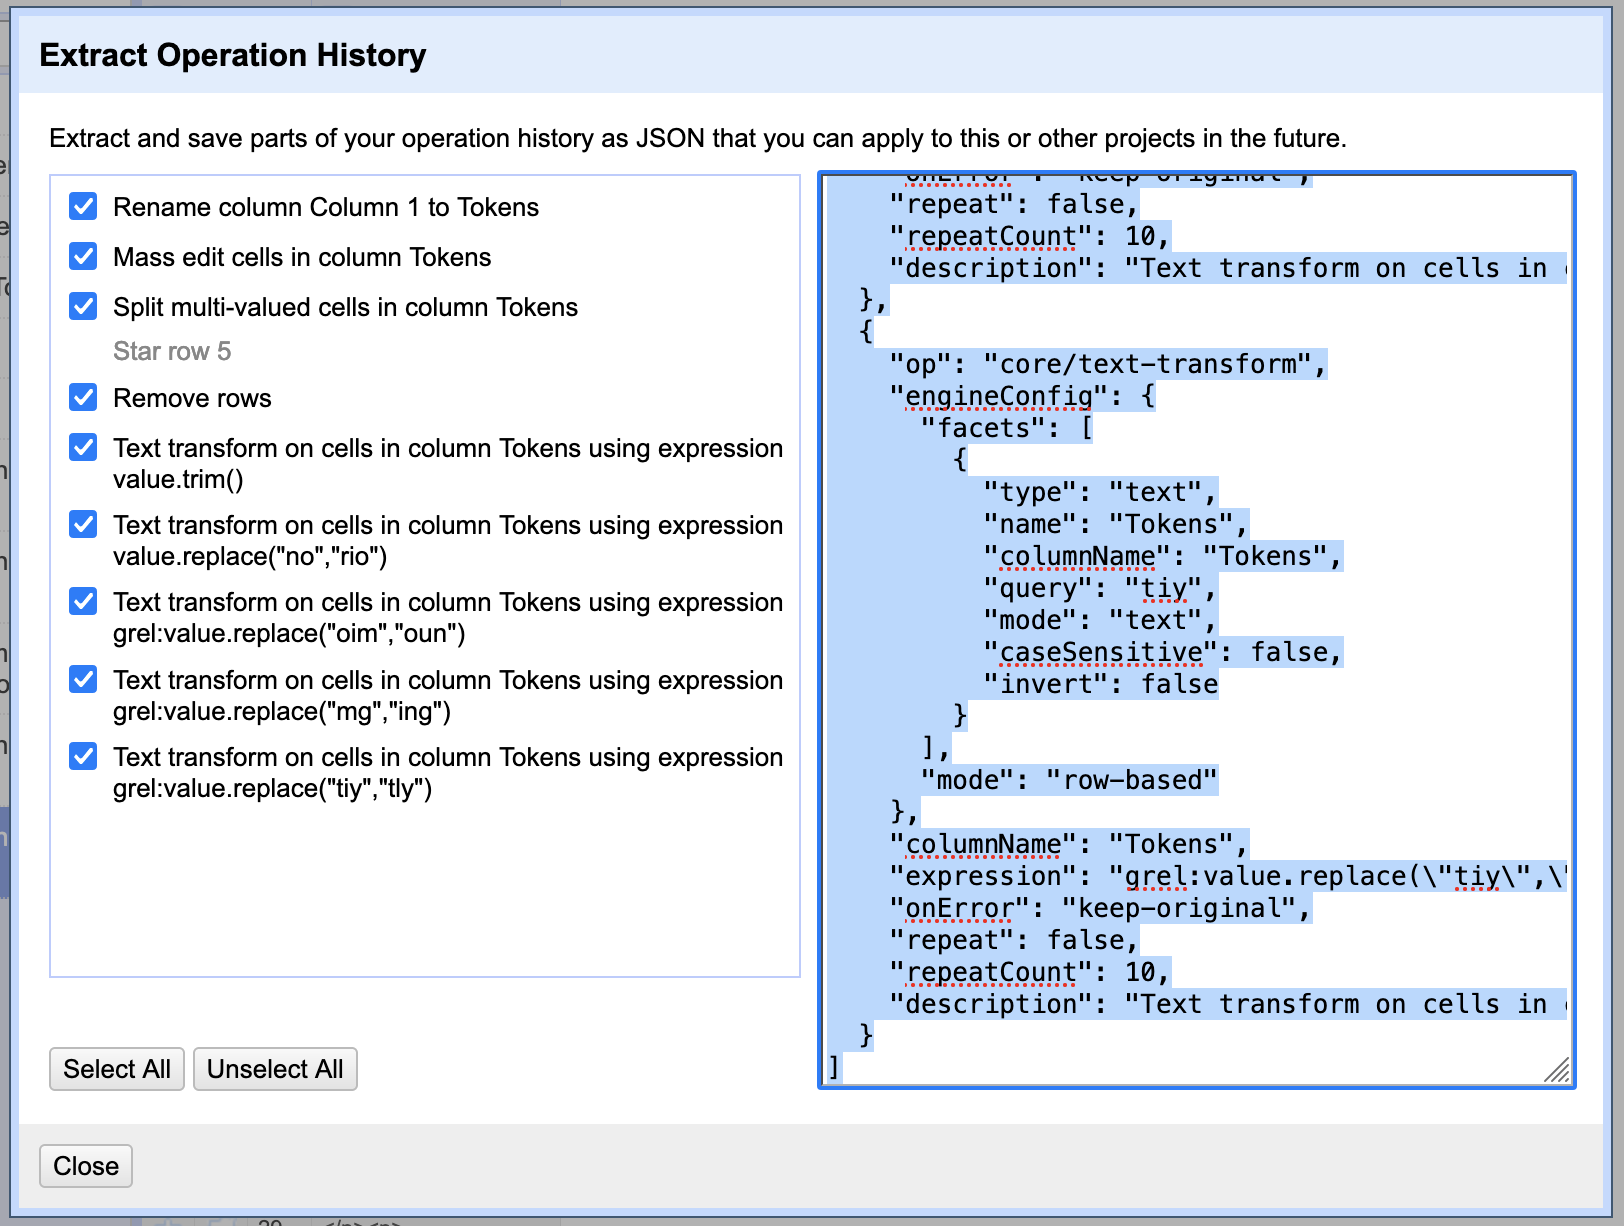 Extract Operation History
Extract and save parts of your operation history as JSON that you can apply to this or other projects in the future.
Rename column Column 1 to Tokens
Mass edit cells in column Tokens
Split multi-valued cells in column Tokens
Star row 5
Remove rows
Text transform on cells in column Tokens using expression
value.trim()
Text transform on cells in column Tokens using expression
value.replace("no","rio")
Text transform on cells in column Tokens using expression
grel:value.replace("oim","oun")
Text transform on cells in column Tokens using expression
grel:value.replace("mg","ing")
Text transform on cells in column Tokens using expression
grel:value.replace("tiy","tly")
Select All
Unselect All
"onError": "keep-original",
"repeat": false,
"repeatCount": 10,
"description": "Text transform on cells in
},
{
"op": "core/text-transform",
"engineConfig": {
"facets": [
{
"type": "text",
"name": "Tokens",
"columnName": "Tokens",
"query": "tiy",
"mode": "text",
"caseSensitive": false,
"invert": false
}
],
"mode": "row-based"
},
"columnName": "Tokens",
"expression": "grel:value.replace(\"tiy\",\"
"onError": "keep-original",
"repeat": false,
"repeatCount": 10,
"description": "Text transform on cells in
}
]
Close